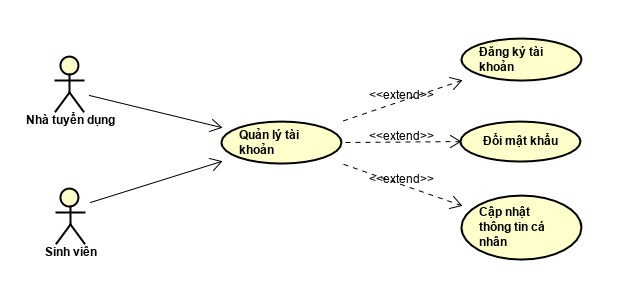 Nhà tuyển dụng
Sinh viên
Quản lý tài
khoản
<<extend>>
<<extend>>
<<extend>>
Đăng ký tài
khoản
Đổi mật khẩu
Cập nhật
thông tin cá
nhân